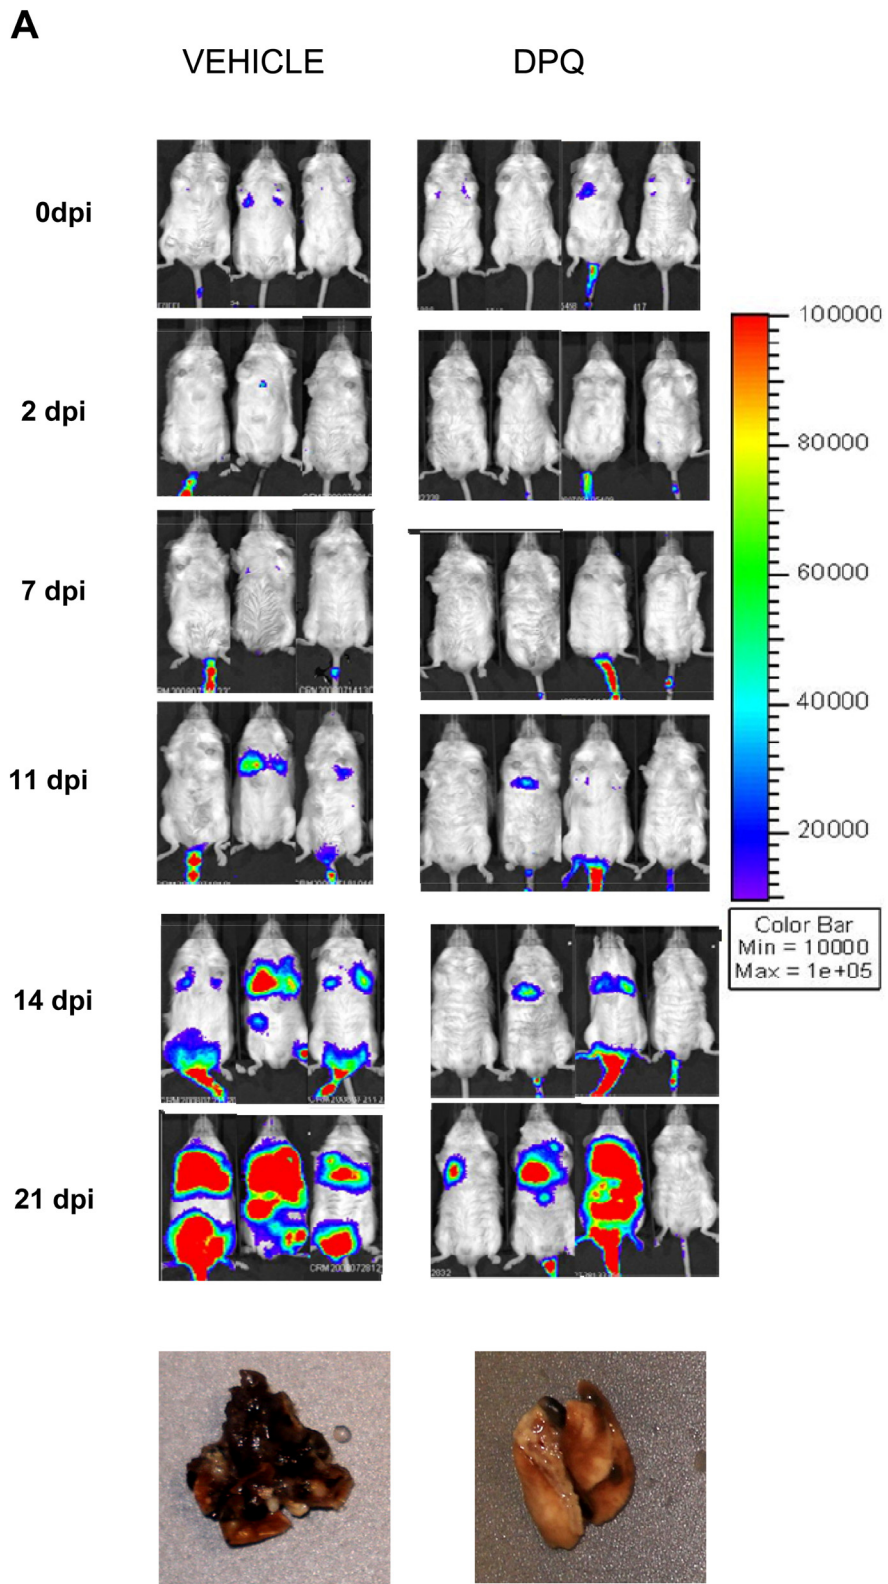 A
VEHICLE DPQ
0dpi
2 dpi
7 dpi
11 dpi
14 dpi
21 dpi
100000
80000
60000
40000
20000
Color Bar
Min = 10000
Max = 1e+05